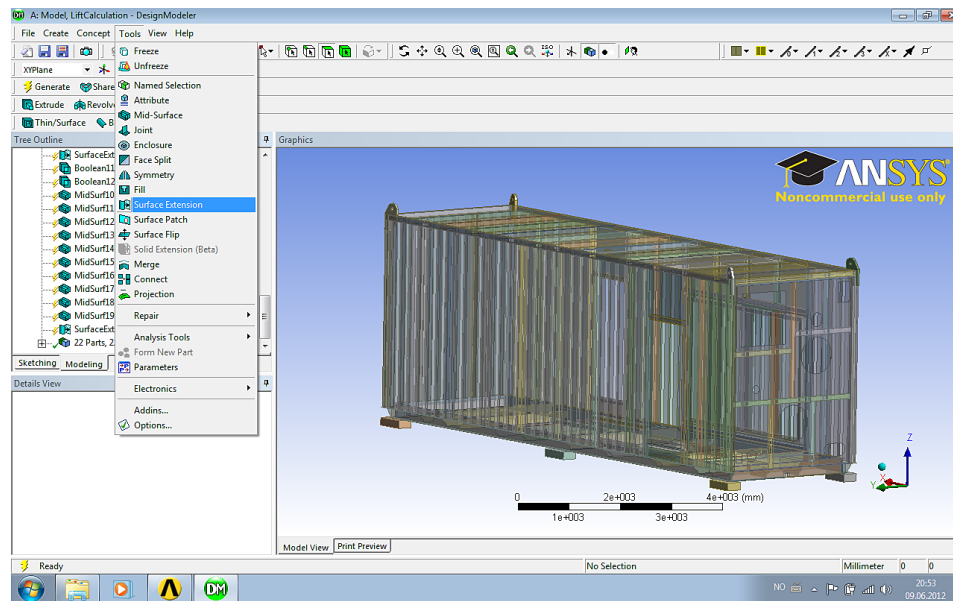 A: Model, LiftCalculation - DesignModeler
File Create Concept Tools View Help
XYPlane
Generate Share
Extrude Revolv
Thin/Surface B
Tree Outline
SurfaceExt
Boolean11
Boolean12
MidSurf10
MidSurf11
MidSurf12
MidSurf13
MidSurf14
MidSurf15
MidSurf16
MidSurf17
MidSurf18
MidSurf19
SurfaceExt
22 Parts, 2
Sketching Modeling
Details View
Freeze
Unfreeze
Named Selection
Attribute
Mid-Surface
Joint
Enclosure
Face Split
Symmetry
Fill
Surface Extension
Surface Patch
Surface Flip
Solid Extension (Beta)
Merge
Connect
Projection
Repair
Analysis Tools
Form New Part
Parameters
Electronics
Addins...
Options...
Graphics
ANSYS
Noncommercial use only
Z
X
Y
0 2e+003 4e+003 (mm)
1e+003 3e+003
Model View Print Preview
Ready No Selection Millimeter 0 0
DM
NO 20:53
09.06.2012